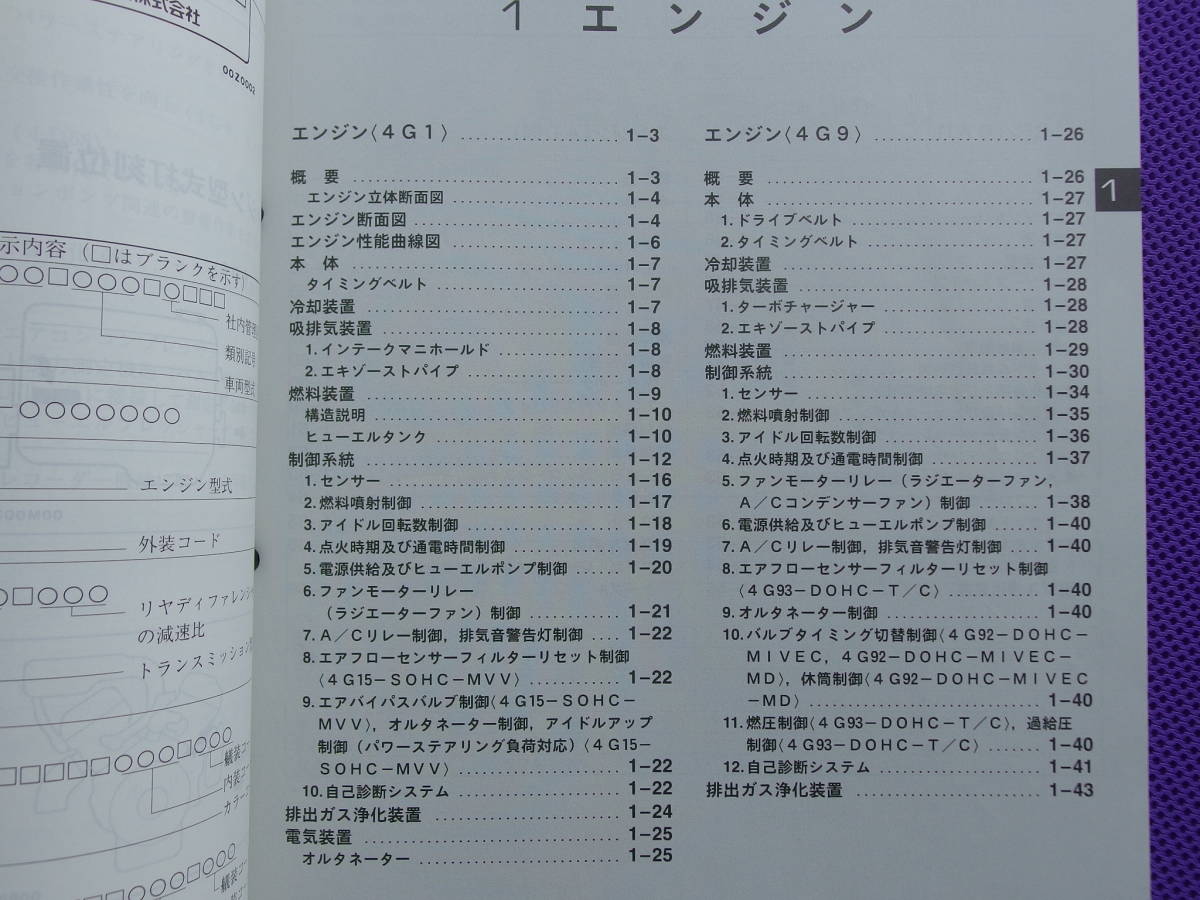 株式会社
00Z0002
示内容（□はブランクを示す）
○○□○○○□○□□□
類別記号
車両型式
○○○○○○○
エンジン型式
外装コード
□○○○
の減速比
1 エンジン
エンジン〈4G1〉 1-3
概要 1-3
エンジン立体断面図 1-4
エンジン断面図 1-4
エンジン性能曲線図 1-6
本体 1-7
タイミングベルト 1-7
冷却装置 1-7
吸排気装置 1-8
1.インテークマニホールド 1-8
2.エキゾーストパイプ 1-8
燃料装置 1-9
構造説明 1-10
ヒューエルタンク 1-10
制御系統 1-12
1.センサー 1-16
2.燃料噴射制御 1-17
3.アイドル回転数制御 1-18
4.点火時期及び通電時間制御 1-19
5.電源供給及びヒューエルポンプ制御 1-20
6.ファンモーターリレー
（ラジエーターファン）制御 1-21
7.A／Cリレー制御，排気音警告灯制御 1-22
8.エアフローセンサーフィルターリセット制御
〈4G15-SOHC-MVV〉 1-22
9.エアバイパスバルブ制御〈4G15-SOHC-
MVV〉，オルタネーター制御，アイドルアップ
制御（パワーステアリング負荷対応）〈4G15-
SOHC-MVV〉 1-22
10.自己診断システム 1-22
排出ガス浄化装置 1-24
電気装置 1-25
オルタネーター 1-25
エンジン〈4G9〉 1-26
概要 1-26
本体 1-27
1.ドライブベルト 1-27
2.タイミングベルト 1-27
冷却装置 1-27
吸排気装置 1-28
1.ターボチャージャー 1-28
2.エキゾーストパイプ 1-28
燃料装置 1-29
制御系統 1-30
1.センサー 1-34
2.燃料噴射制御 1-35
3.アイドル回転数制御 1-36
4.点火時期及び通電時間制御 1-37
5.ファンモーターリレー（ラジエーターファン，
A／Cコンデンサーファン）制御 1-38
6.電源供給及びヒューエルポンプ制御 1-40
7.A／Cリレー制御，排気音警告灯制御 1-40
8.エアフローセンサーフィルターリセット制御
〈4G93-DOHC-T／C〉 1-40
9.オルタネーター制御 1-40
10.バルブタイミング切替制御〈4G92-DOHC-
MIVEC，4G92-DOHC-MIVEC-
MD〉，休筒制御〈4G92-DOHC-MIVEC
-MD〉 1-40
11.燃圧制御〈4G93-DOHC-T／C〉，過給圧
制御〈4G93-DOHC-T／C〉 1-40
12.自己診断システム 1-41
排出ガス浄化装置 1-43
1